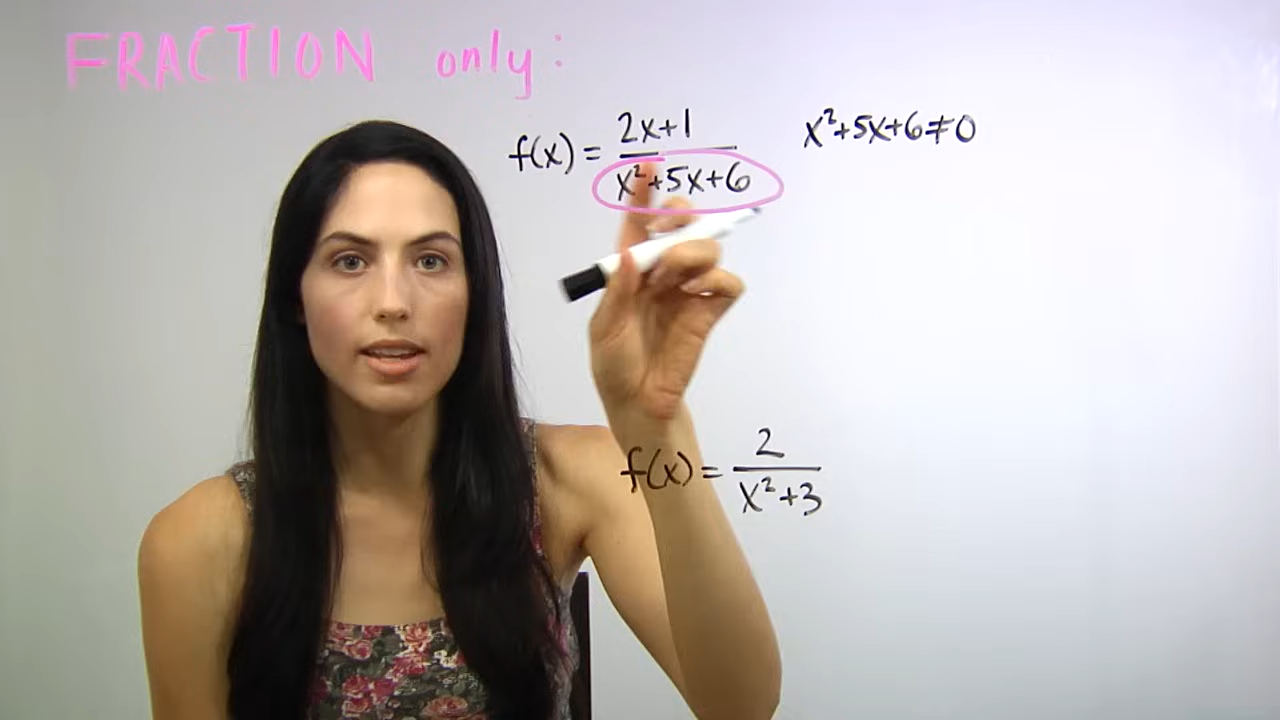 FRACTION only:
f(x) = (2x+1)/(x²+5x+6)
x²+5x+6≠0
f(x) = 2/(x²+3)